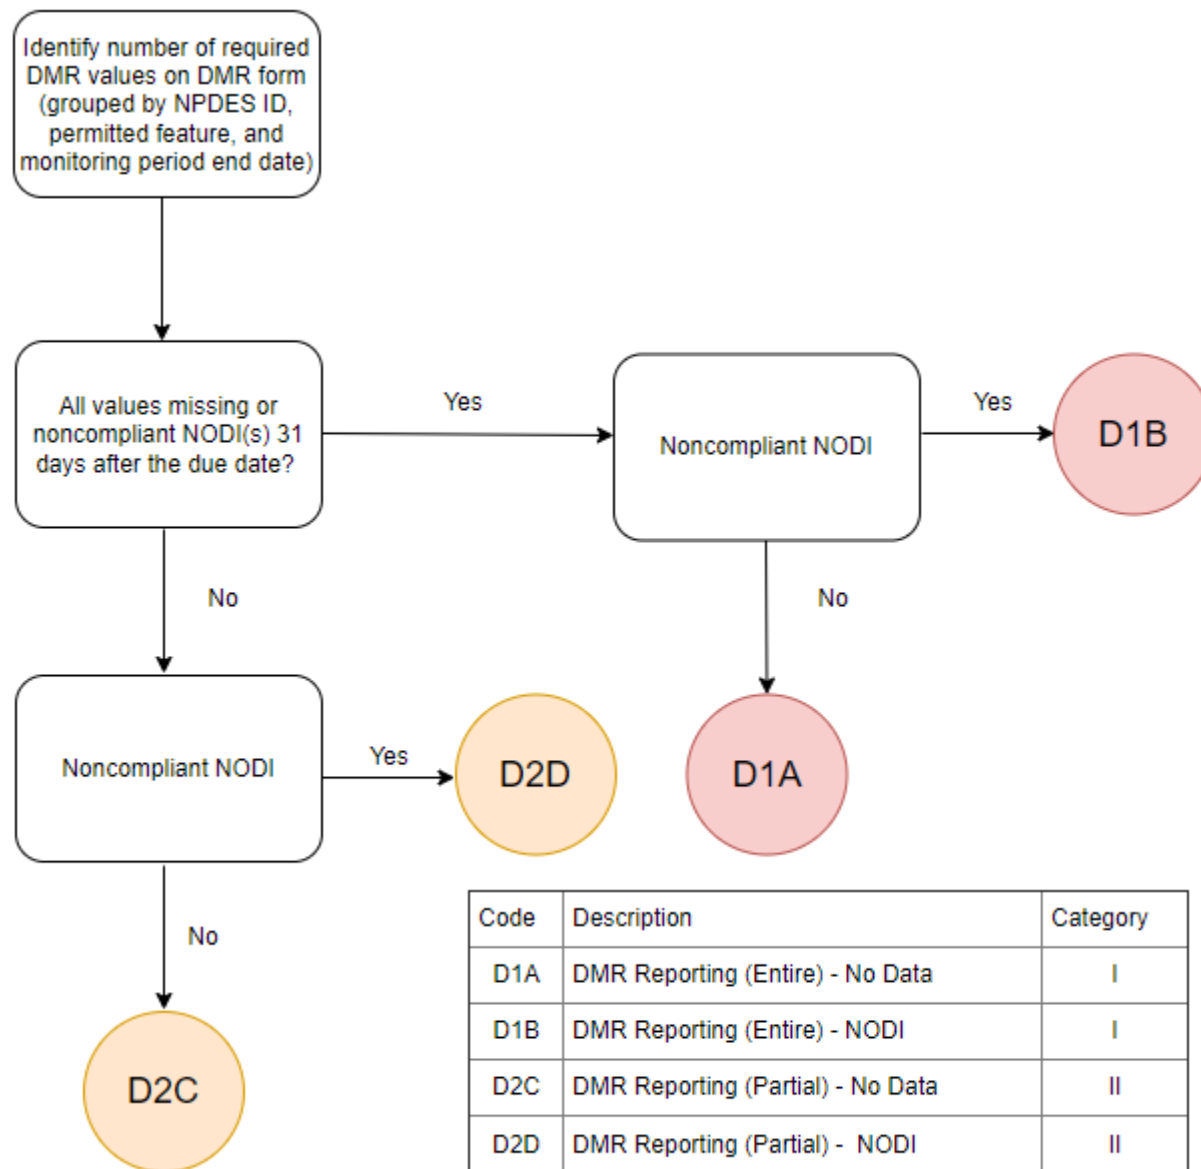 Identify number of required
DMR values on DMR form
(grouped by NPDES ID,
permitted feature, and
monitoring period end date)
All values missing or
noncompliant NODI(s) 31
days after the due date?
Yes
Noncompliant NODI
Yes
D1B
No
No
Noncompliant NODI
Yes
D2D
D1A
No
D2C
Code Description Category
D1A DMR Reporting (Entire) - No Data I
D1B DMR Reporting (Entire) - NODI I
D2C DMR Reporting (Partial) - No Data II
D2D DMR Reporting (Partial) - NODI II